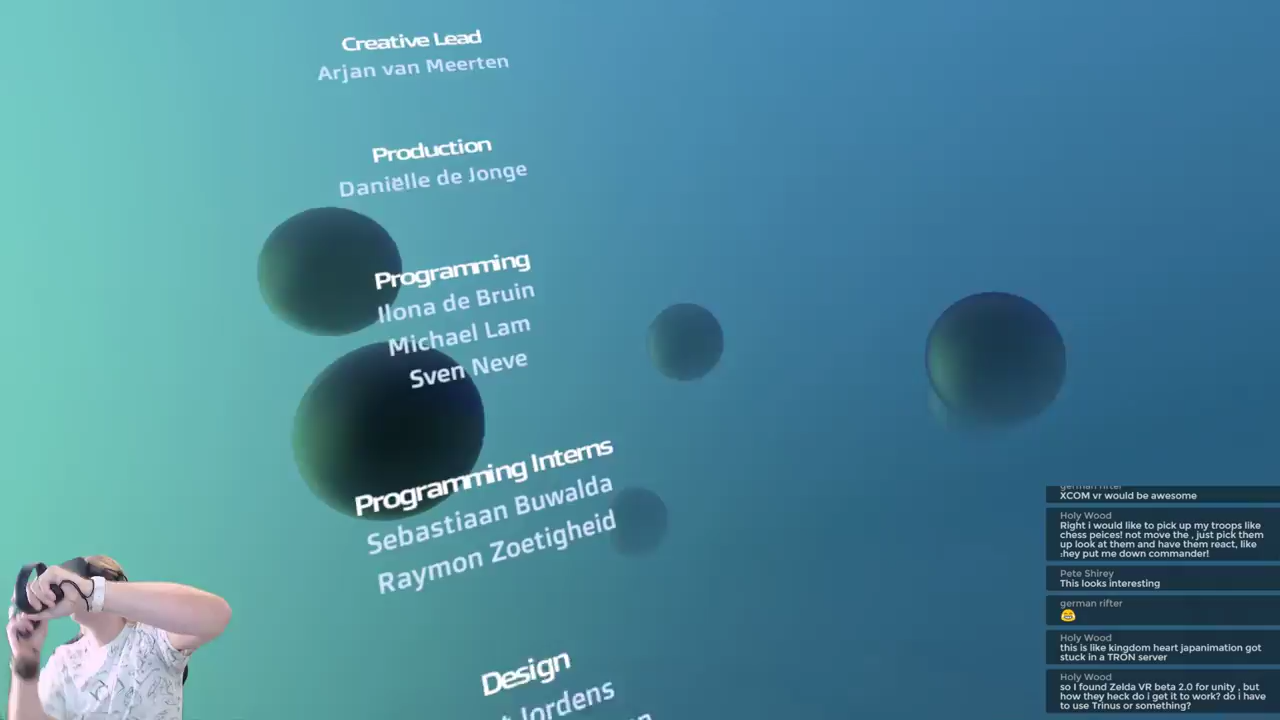 Creative Lead
Arjan van Meerten
Production
Daniëlle de Jonge
Programming
Ilona de Bruin
Michael Lam
Sven Neve
Programming Interns
Sebastiaan Buwalda
Raymon Zoetigheid
Design
Jordens
german rifter
XCOM vr would be awesome
Holy Wood
Right i would like to pick up my troops like
chess peices! not move the , just pick them
up look at them and have them react, like
:hey put me down commander!
Pete Shirey
This looks interesting
german rifter
Holy Wood
this is like kingdom heart japanimation got
stuck in a TRON server
Holy Wood
so I found Zelda VR beta 2.0 for unity , but
how they heck do i get it to work? do i have
to use Trinus or something?